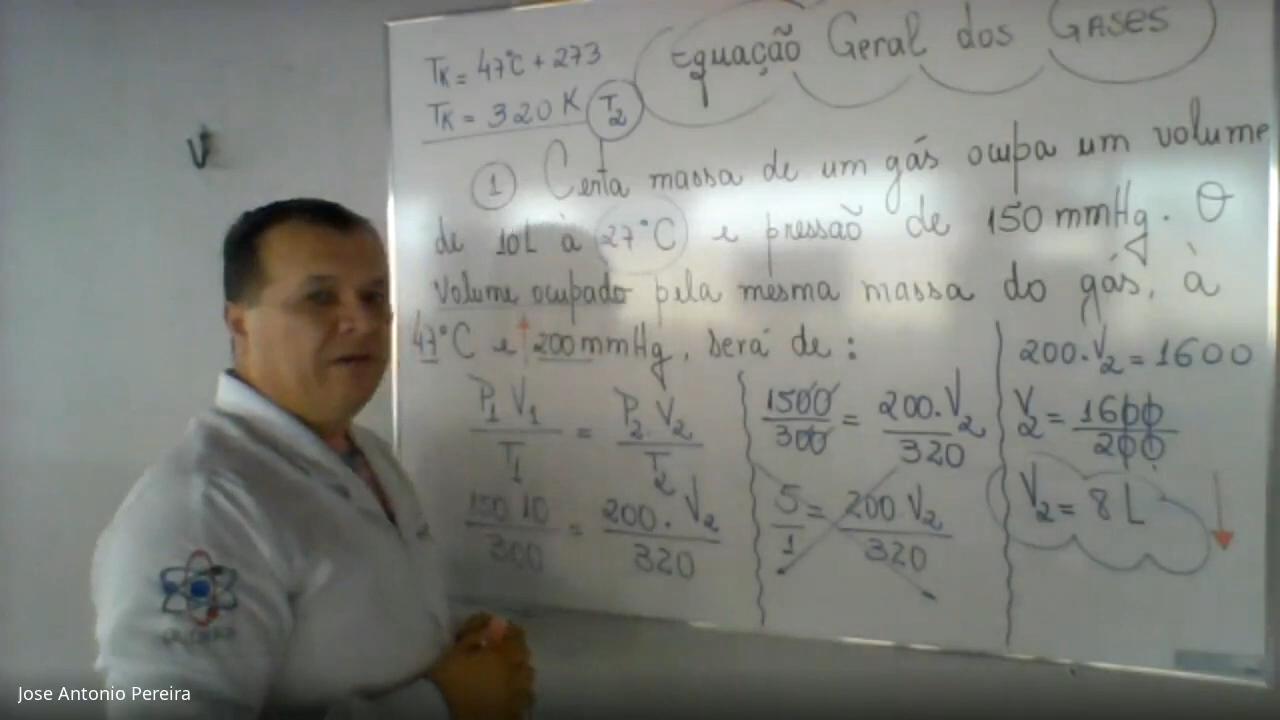 Tk = 47°C + 273
Tk = 320 K T2
Equação Geral dos GASES
1 Certa massa de um gás ocupa um volume
de 10L à 27°C e pressão de 150 mmHg. O
volume ocupado pela mesma massa do gás, à
47°C e 200 mmHg, será de:
P1 V1 / T1 = P2. V2 / T2
150 10 / 300 = 200. V2 / 320
1500 / 300 = 200. V2 / 320
5 / 1 = 200 V2 / 320
200. V2 = 1600
V2 = 1600 / 200
V2 = 8 L
Jose Antonio Pereira